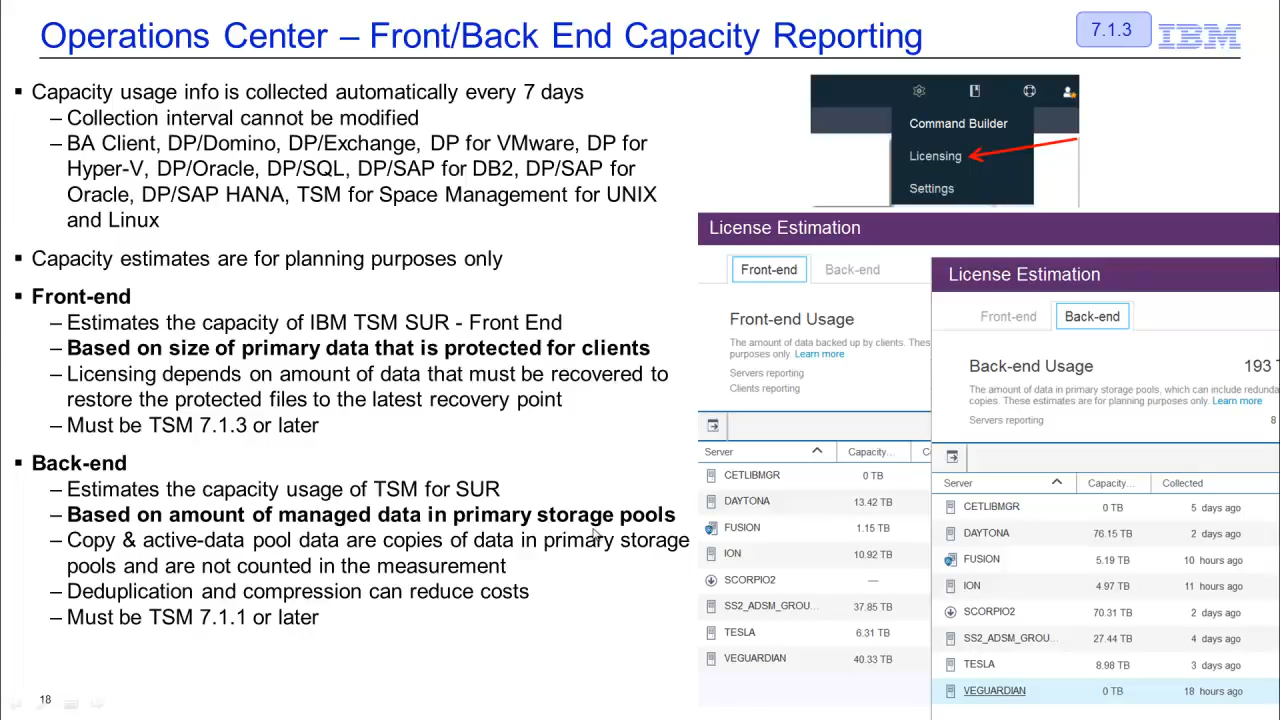 Operations Center – Front/Back End Capacity Reporting
7.1.3
IBM
▪ Capacity usage info is collected automatically every 7 days
– Collection interval cannot be modified
– BA Client, DP/Domino, DP/Exchange, DP for VMware, DP for
Hyper-V, DP/Oracle, DP/SQL, DP/SAP for DB2, DP/SAP for
Oracle, DP/SAP HANA, TSM for Space Management for UNIX
and Linux
▪ Capacity estimates are for planning purposes only
▪ Front-end
– Estimates the capacity of IBM TSM SUR - Front End
– Based on size of primary data that is protected for clients
– Licensing depends on amount of data that must be recovered to
restore the protected files to the latest recovery point
– Must be TSM 7.1.3 or later
▪ Back-end
– Estimates the capacity usage of TSM for SUR
– Based on amount of managed data in primary storage pools
– Copy & active-data pool data are copies of data in primary storage
pools and are not counted in the measurement
– Deduplication and compression can reduce costs
– Must be TSM 7.1.1 or later
18
Command Builder
Licensing
Settings
License Estimation
Front-end Back-end
Front-end Usage
The amount of data backed up by clients. Thes
purposes only. Learn more
Servers reporting
Clients reporting
Server Capacity... C
CETLIBMGR 0 TB
DAYTONA 13.42 TB
FUSION 1.15 TB
ION 10.92 TB
SCORPIO2 —
SS2_ADSM_GROU... 37.85 TB
TESLA 6.31 TB
VEGUARDIAN 40.33 TB
License Estimation
Front-end Back-end
Back-end Usage 193
The amount of data in primary storage pools, which can include redunda
copies. These estimates are for planning purposes only. Learn more
Servers reporting 8
Server Capacity... Collected
CETLIBMGR 0 TB 5 days ago
DAYTONA 76.15 TB 2 days ago
FUSION 5.19 TB 10 hours ago
ION 4.97 TB 11 hours ago
SCORPIO2 70.31 TB 2 days ago
SS2_ADSM_GROU... 27.44 TB 4 days ago
TESLA 8.98 TB 3 days ago
VEGUARDIAN 0 TB 18 hours ago